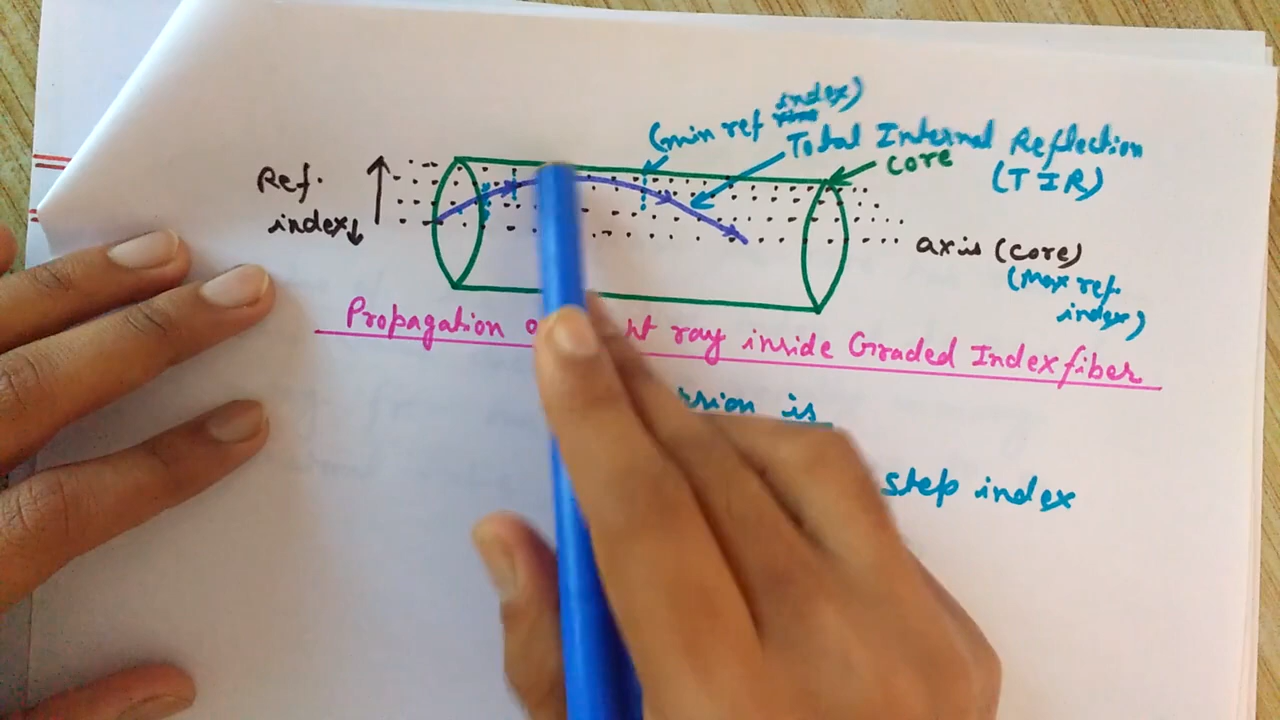 (min ref index)
Total Internal Reflection
(TIR)
core
Ref.
index↓
axis (core)
(Max ref.
index)
Propagation ray inside Graded Index fiber
is
step index